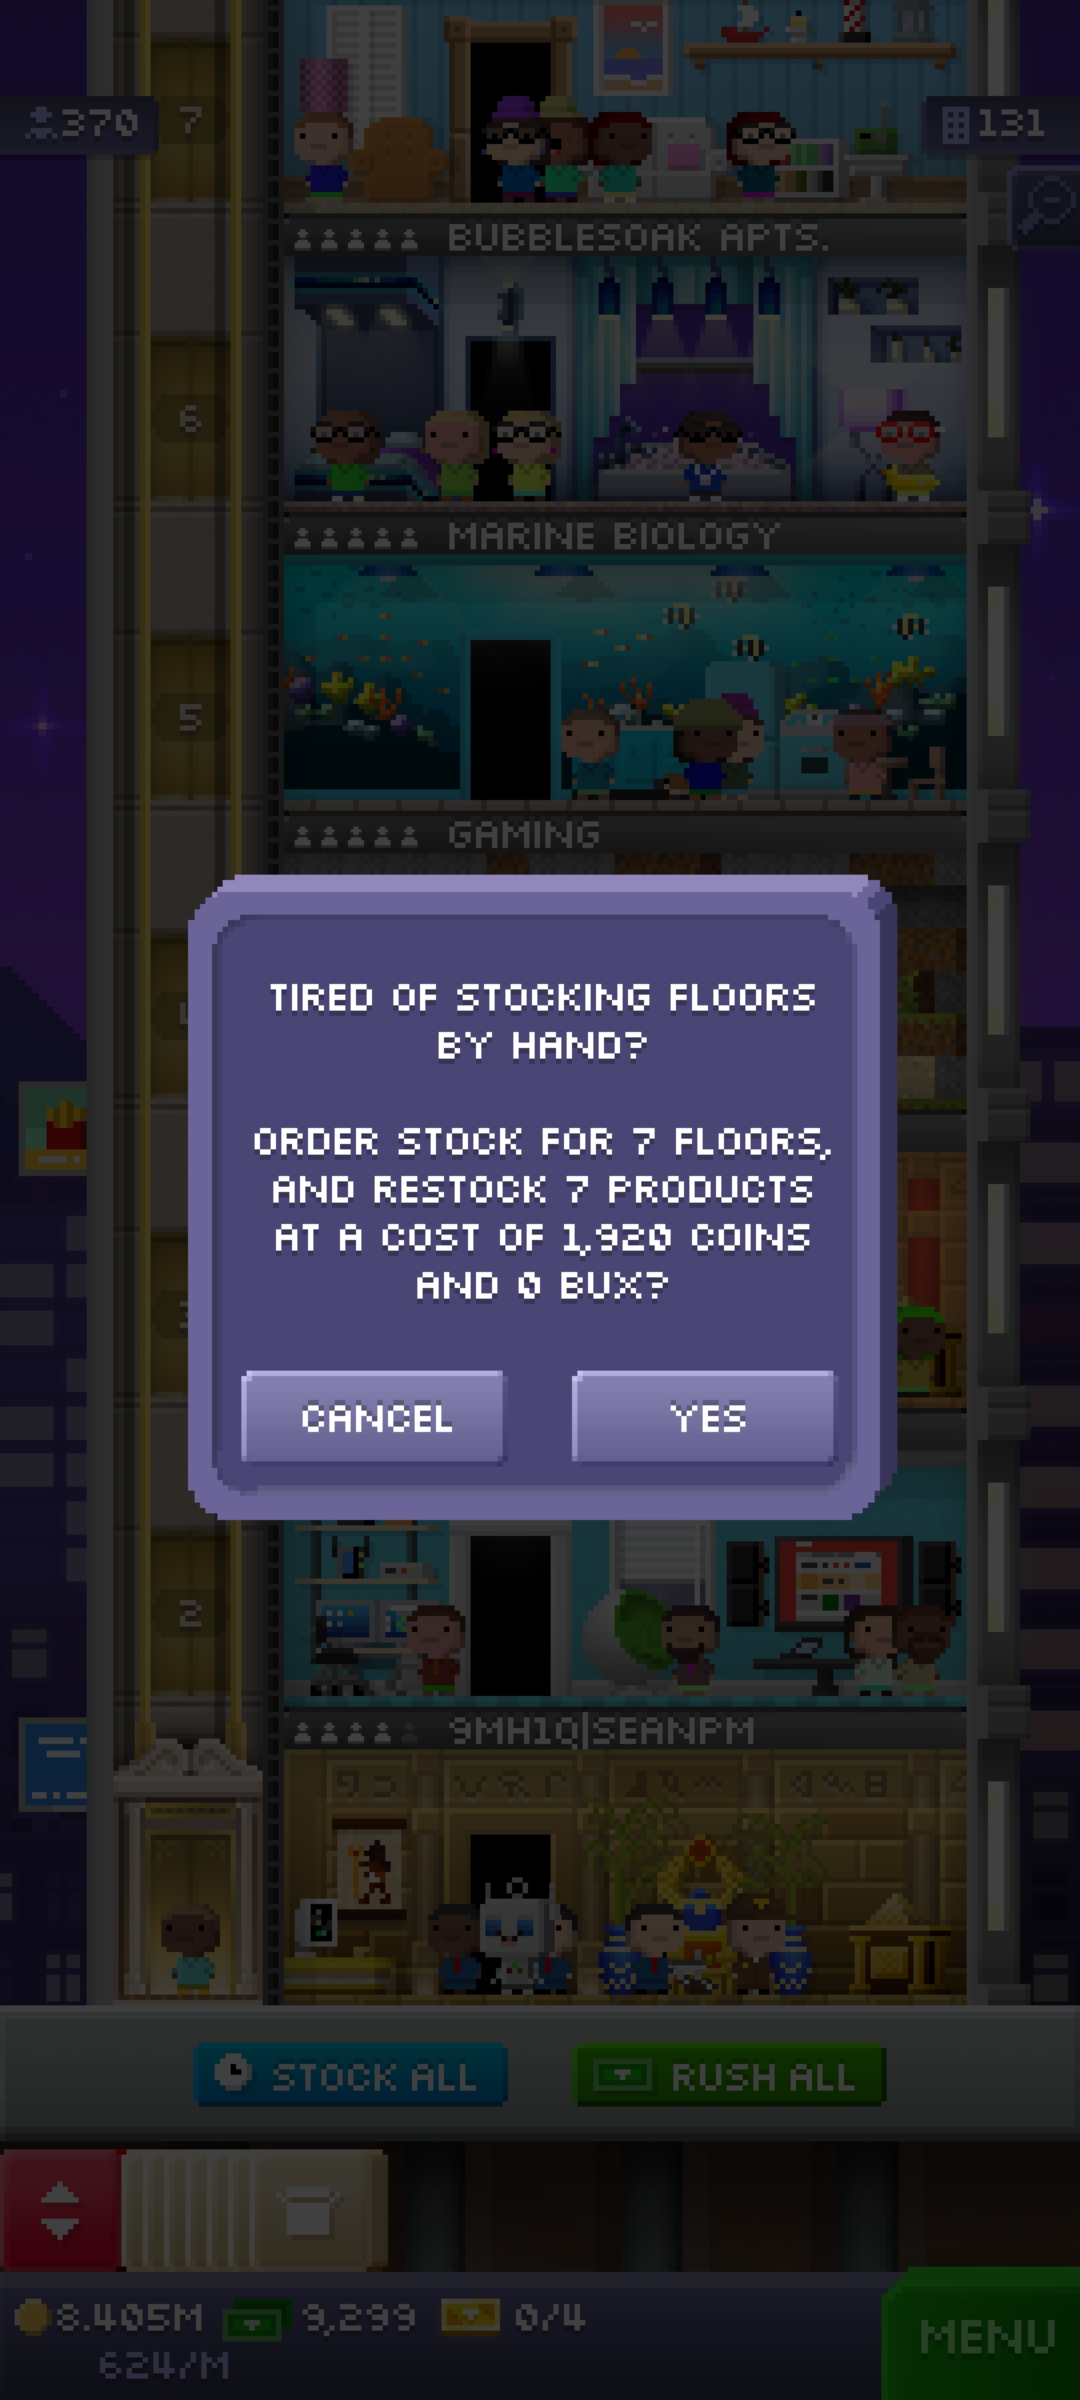 370
7
131
BUBBLESOAK APTS.
6
MARINE BIOLOGY
5
GAMING
TIRED OF STOCKING FLOORS
BY HAND?
ORDER STOCK FOR 7 FLOORS,
AND RESTOCK 7 PRODUCTS
AT A COST OF 1,920 COINS
AND 0 BUX?
CANCEL
YES
2
9MH1Q|SEANPM
STOCK ALL
RUSH ALL
8.405M
9,299
0/4
624/M
MENU